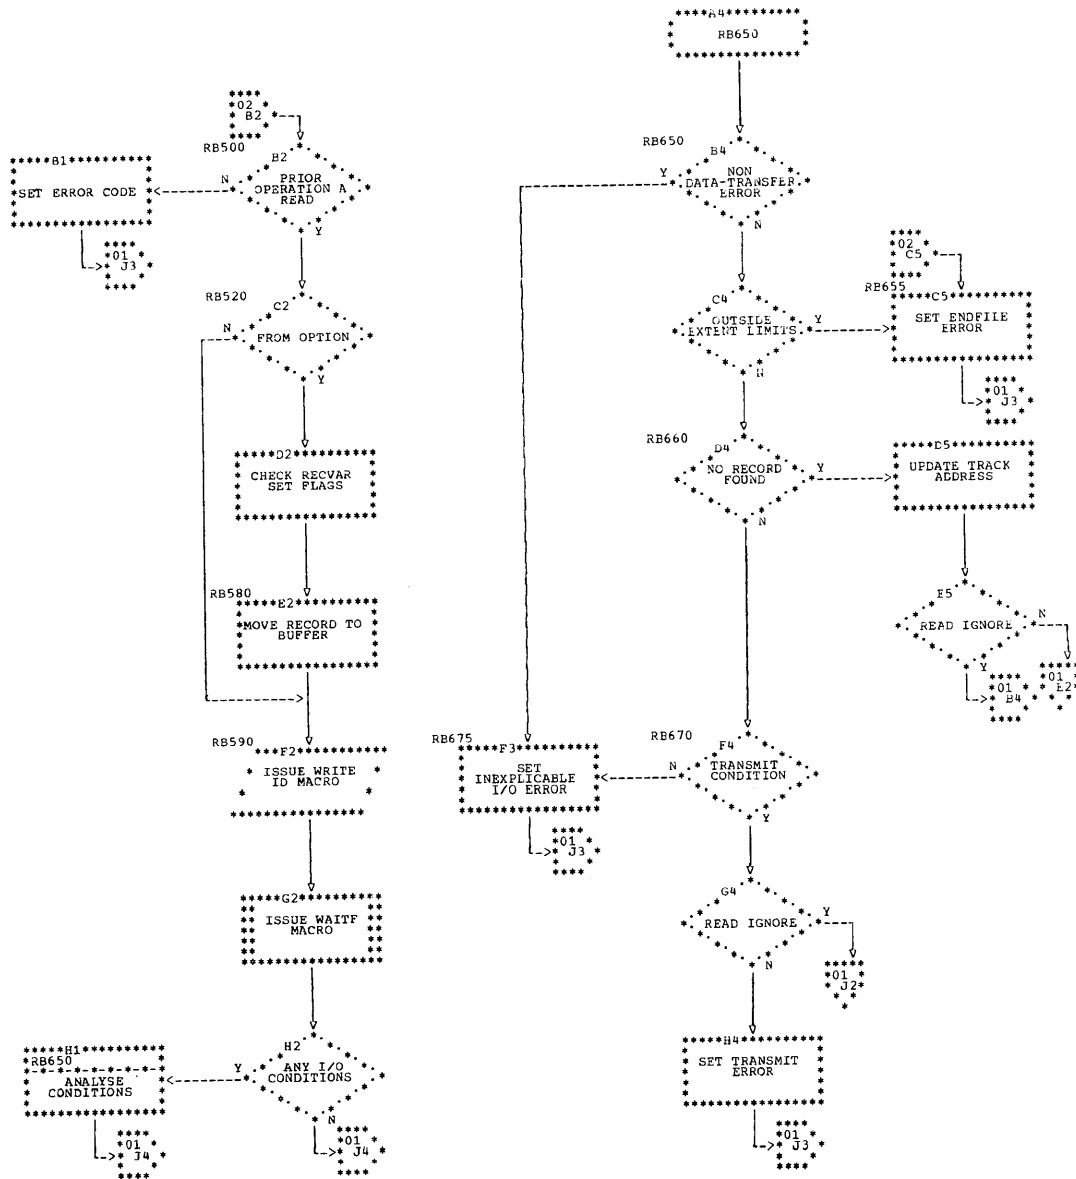 A4
RB650
02
B2
RB500
B1
SET ERROR CODE
N
B2
PRIOR
OPERATION A
READ
Y
01
J3
RB520
C2
N
FROM OPTION
Y
D2
CHECK RECVAR
SET FLAGS
RB580
E2
MOVE RECORD TO
BUFFER
RB590
F2
ISSUE WRITE
ID MACRO
G2
ISSUE WAITF
MACRO
H1
RB650
ANALYSE
CONDITIONS
Y
H2
ANY I/O
CONDITIONS
N
01
J4
01
J4
RB650
B4
Y
NON
DATA-TRANSFER
ERROR
N
02
C5
RB655
C4
OUTSIDE
EXTENT LIMITS
Y
N
C5
SET ENDFILE
ERROR
01
J3
RB660
D4
NO RECORD
FOUND
Y
N
D5
UPDATE TRACK
ADDRESS
E5
READ IGNORE
N
Y
01
B4
01
E2
RB675
F3
SET
INEXPLICABLE
I/O ERROR
RB670
F4
N
TRANSMIT
CONDITION
Y
01
J3
G4
READ IGNORE
Y
N
01
J2
H4
SET TRANSMIT
ERROR
01
J3